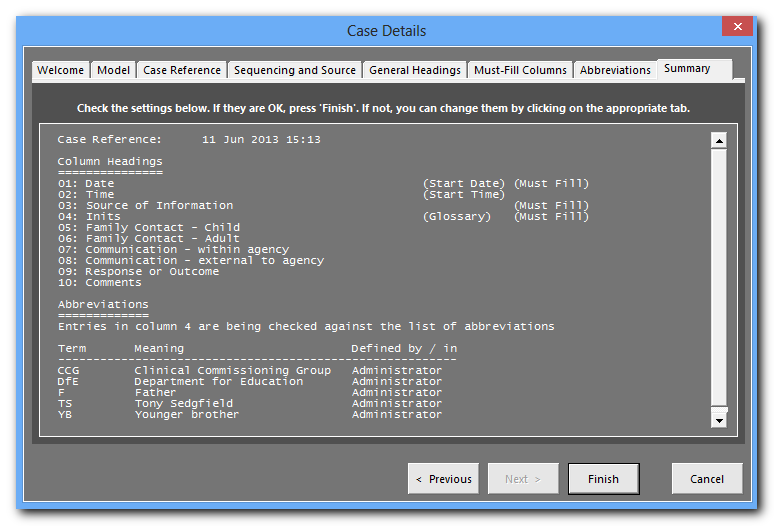 Case Details
x
Welcome Model Case Reference Sequencing and Source General Headings Must-Fill Columns Abbreviations Summary
Check the settings below. If they are OK, press 'Finish'. If not, you can change them by clicking on the appropriate tab.
Case Reference: 11 Jun 2013 15:13
Column Headings
===============
01: Date (Start Date) (Must Fill)
02: Time (Start Time)
03: Source of Information (Must Fill)
04: Inits (Glossary) (Must Fill)
05: Family Contact - Child
06: Family Contact - Adult
07: Communication - within agency
08: Communication - external to agency
09: Response or Outcome
10: Comments
Abbreviations
=============
Entries in column 4 are being checked against the list of abbreviations
Term Meaning Defined by / in
---------------------------------------------------------
CCG Clinical Commissioning Group Administrator
DfE Department for Education Administrator
F Father Administrator
TS Tony Sedgfield Administrator
YB Younger brother Administrator
< Previous Next > Finish Cancel